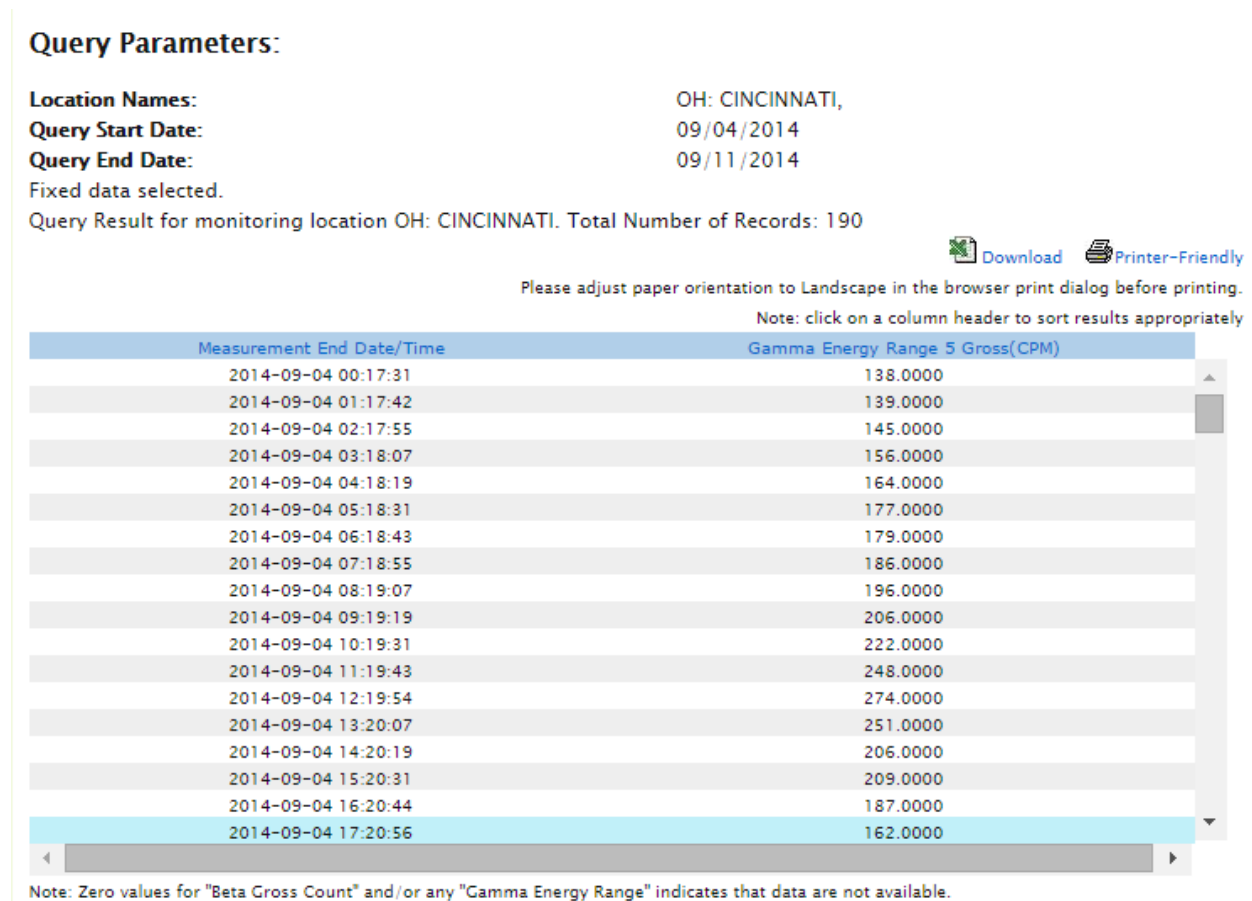 Query Parameters:
Location Names: OH: CINCINNATI,
Query Start Date: 09/04/2014
Query End Date: 09/11/2014
Fixed data selected.
Query Result for monitoring location OH: CINCINNATI. Total Number of Records: 190
Download Printer-Friendly
Please adjust paper orientation to Landscape in the browser print dialog before printing.
Note: click on a column header to sort results appropriately
Measurement End Date/Time Gamma Energy Range 5 Gross(CPM)
2014-09-04 00:17:31 138.0000
2014-09-04 01:17:42 139.0000
2014-09-04 02:17:55 145.0000
2014-09-04 03:18:07 156.0000
2014-09-04 04:18:19 164.0000
2014-09-04 05:18:31 177.0000
2014-09-04 06:18:43 179.0000
2014-09-04 07:18:55 186.0000
2014-09-04 08:19:07 196.0000
2014-09-04 09:19:19 206.0000
2014-09-04 10:19:31 222.0000
2014-09-04 11:19:43 248.0000
2014-09-04 12:19:54 274.0000
2014-09-04 13:20:07 251.0000
2014-09-04 14:20:19 206.0000
2014-09-04 15:20:31 209.0000
2014-09-04 16:20:44 187.0000
2014-09-04 17:20:56 162.0000
Note: Zero values for "Beta Gross Count" and/or any "Gamma Energy Range" indicates that data are not available.